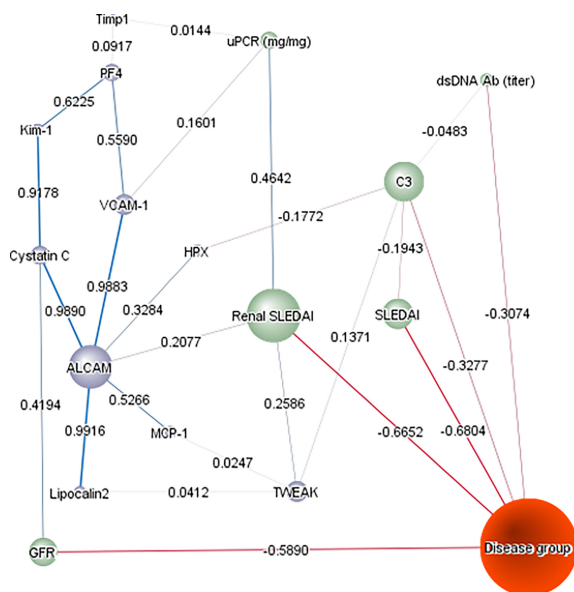 Timp1
0.0144
uPCR (mg/mg)
0.0917
PF4
dsDNA Ab (titer)
0.6225
0.5590
0.1601
-0.0483
Kim-1
0.4642
C3
0.9178
VCAM-1
-0.1772
-0.1943
Cystatin C
HPX
0.9883
0.9890
0.3284
Renal SLEDAI
SLEDAI
-0.3074
0.2077
0.1371
ALCAM
-0.3277
0.4194
0.5266
0.2586
0.9916
MCP-1
-0.6652
-0.6804
0.0247
Lipocalin2
0.0412
TWEAK
GFR
-0.5890
Disease group